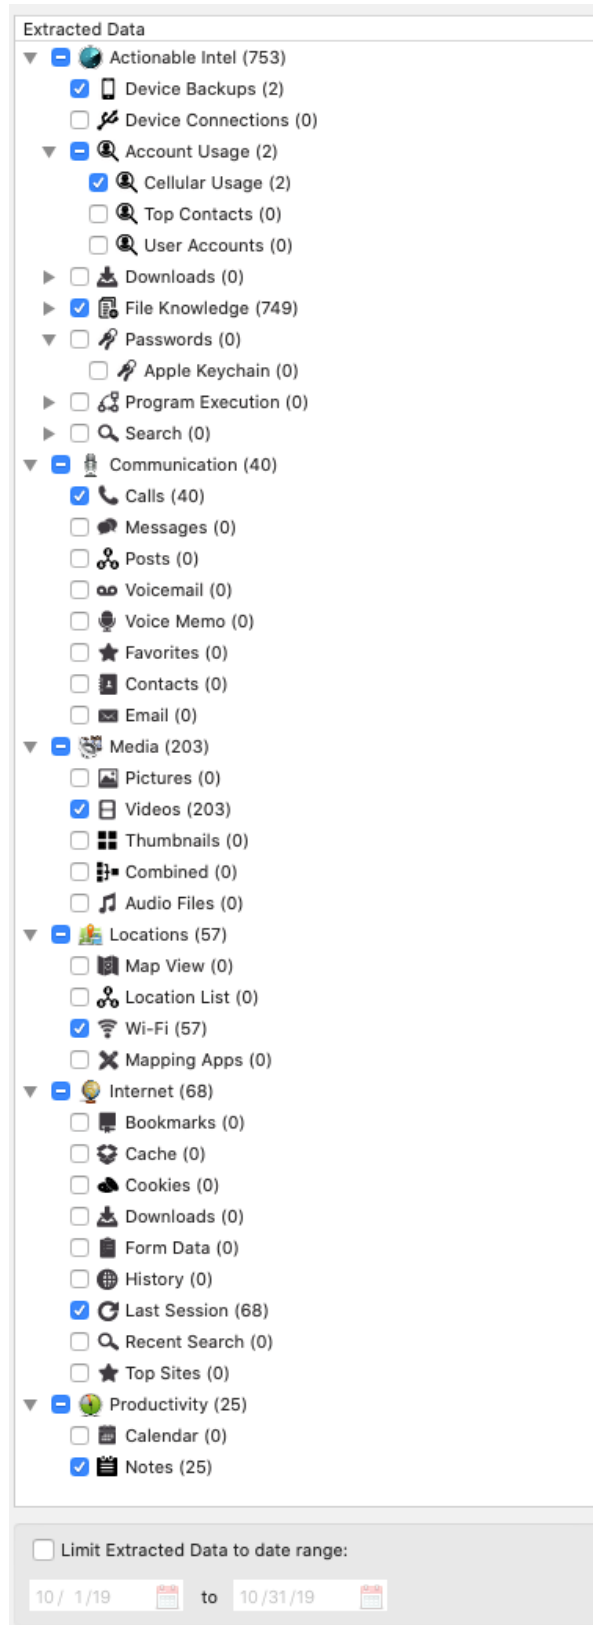 Extracted Data
Actionable Intel (753)
Device Backups (2)
Device Connections (0)
Account Usage (2)
Cellular Usage (2)
Top Contacts (0)
User Accounts (0)
Downloads (0)
File Knowledge (749)
Passwords (0)
Apple Keychain (0)
Program Execution (0)
Search (0)
Communication (40)
Calls (40)
Messages (0)
Posts (0)
Voicemail (0)
Voice Memo (0)
Favorites (0)
Contacts (0)
Email (0)
Media (203)
Pictures (0)
Videos (203)
Thumbnails (0)
Combined (0)
Audio Files (0)
Locations (57)
Map View (0)
Location List (0)
Wi-Fi (57)
Mapping Apps (0)
Internet (68)
Bookmarks (0)
Cache (0)
Cookies (0)
Downloads (0)
Form Data (0)
History (0)
Last Session (68)
Recent Search (0)
Top Sites (0)
Productivity (25)
Calendar (0)
Notes (25)
Limit Extracted Data to date range:
10/ 1/19 to 10/31/19